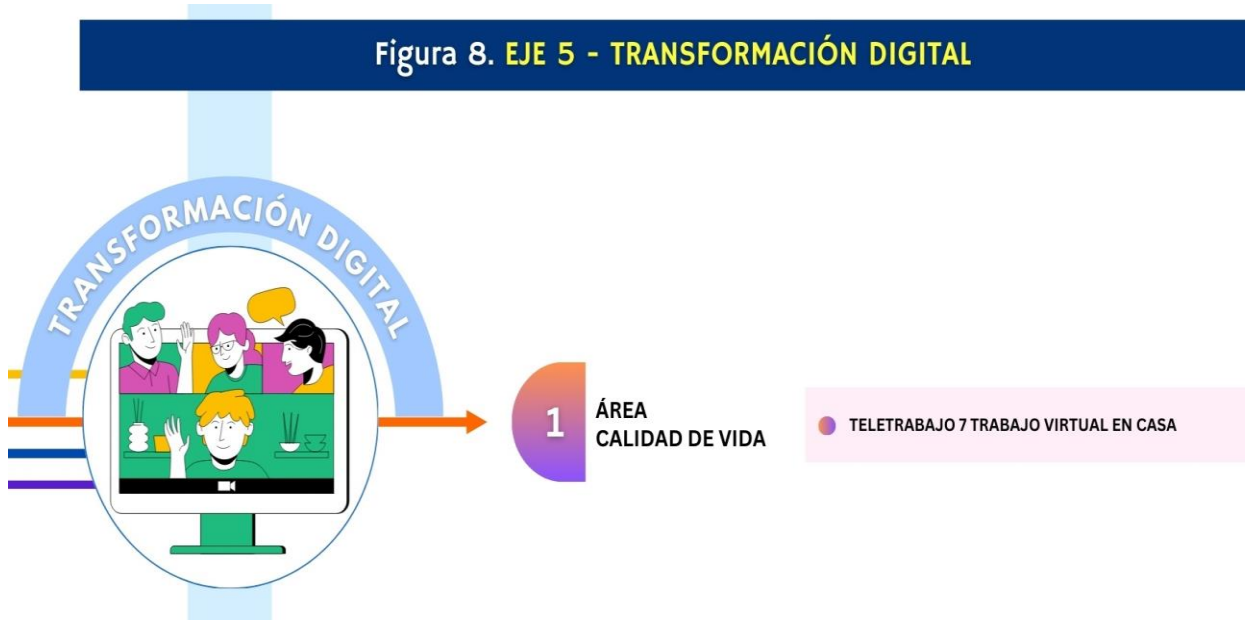 Figura 8. EJE 5 - TRANSFORMACIÓN DIGITAL
TRANSFORMACIÓN DIGITAL
1
ÁREA
CALIDAD DE VIDA
TELETRABAJO 7 TRABAJO VIRTUAL EN CASA